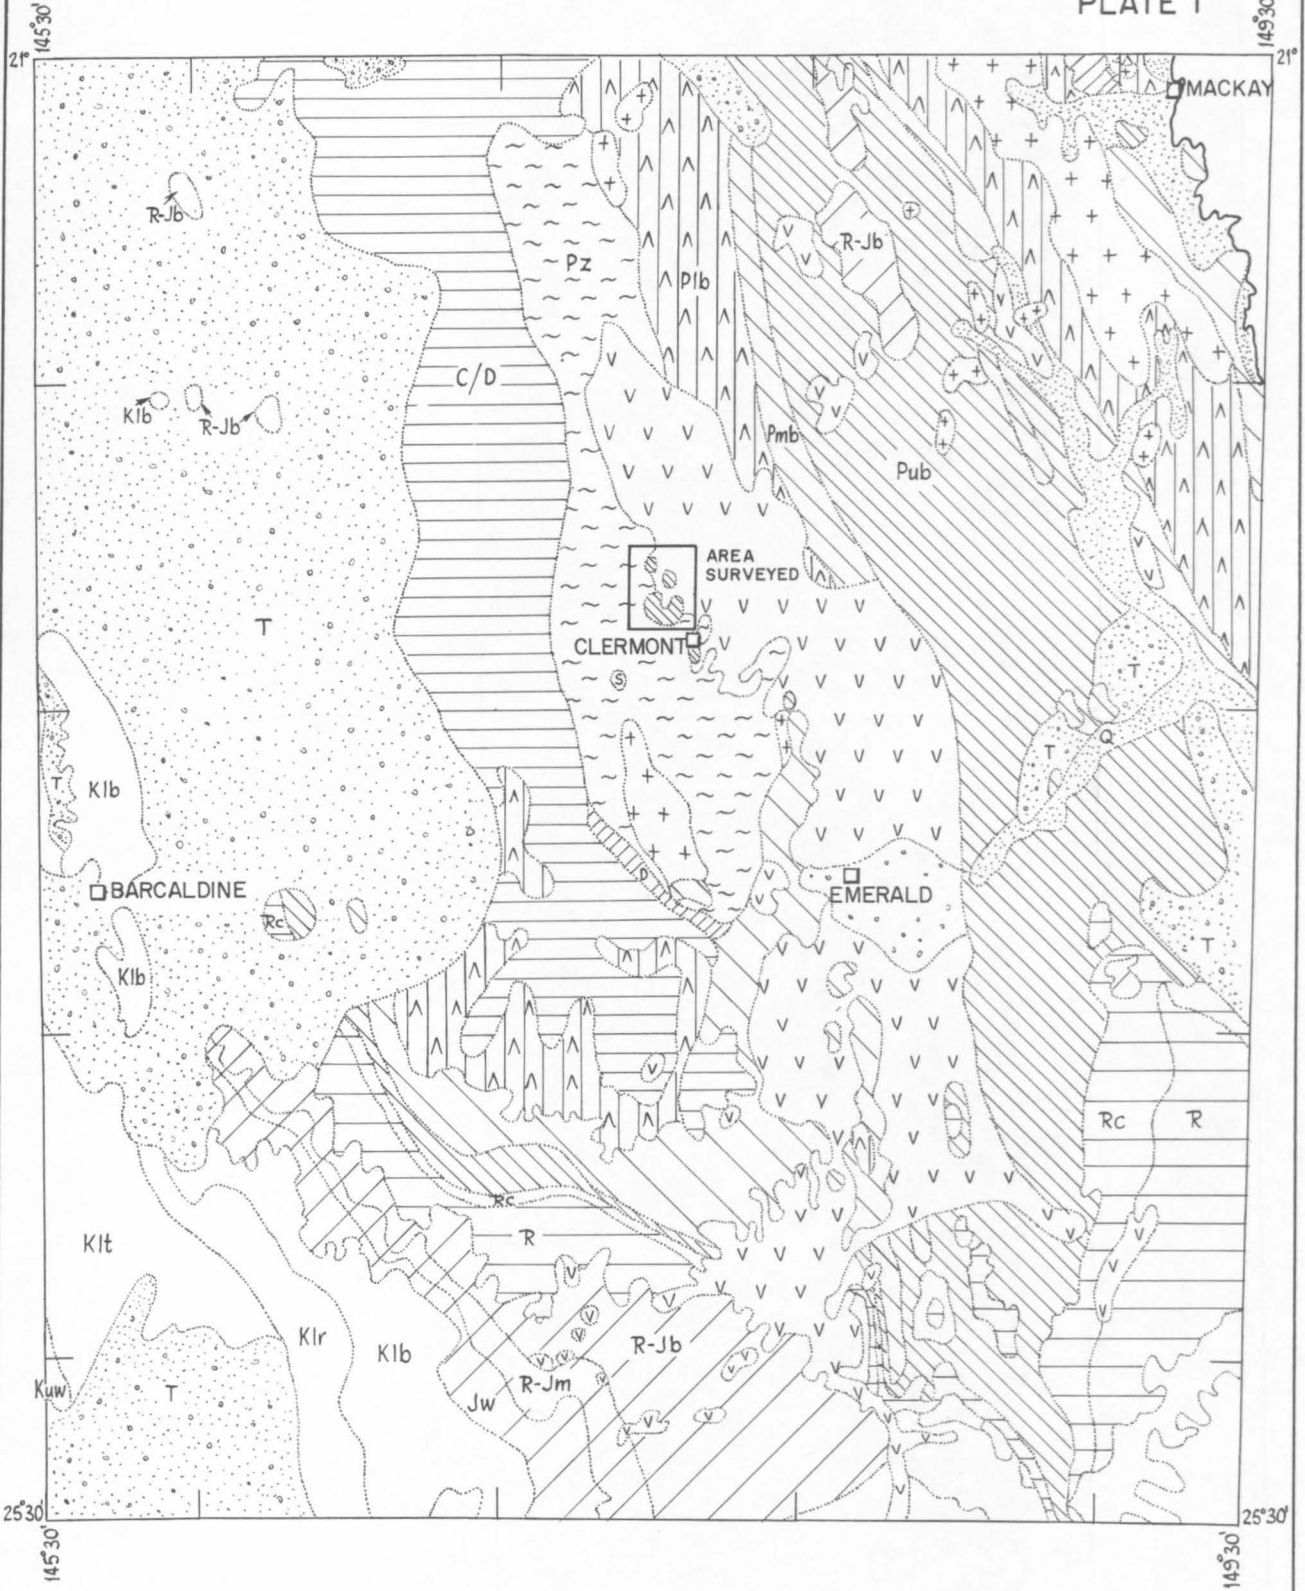 PLATE 1
145°30'
149°30'
21°
21°
MACKAY
R-Jb
R-Jb
Pz
Plb
C/D
Klb
R-Jb
Pmb
Pub
AREA
SURVEYED
T
CLERMONT
S
T
Q
T
T
Klb
D
BARCALDINE
EMERALD
Rc
T
Klb
Rc
R
Rc
R
Klt
Klr
Klb
R-Jb
R-Jm
Kuw
T
Jw
25°30'
25°30'
145°30'
149°30'